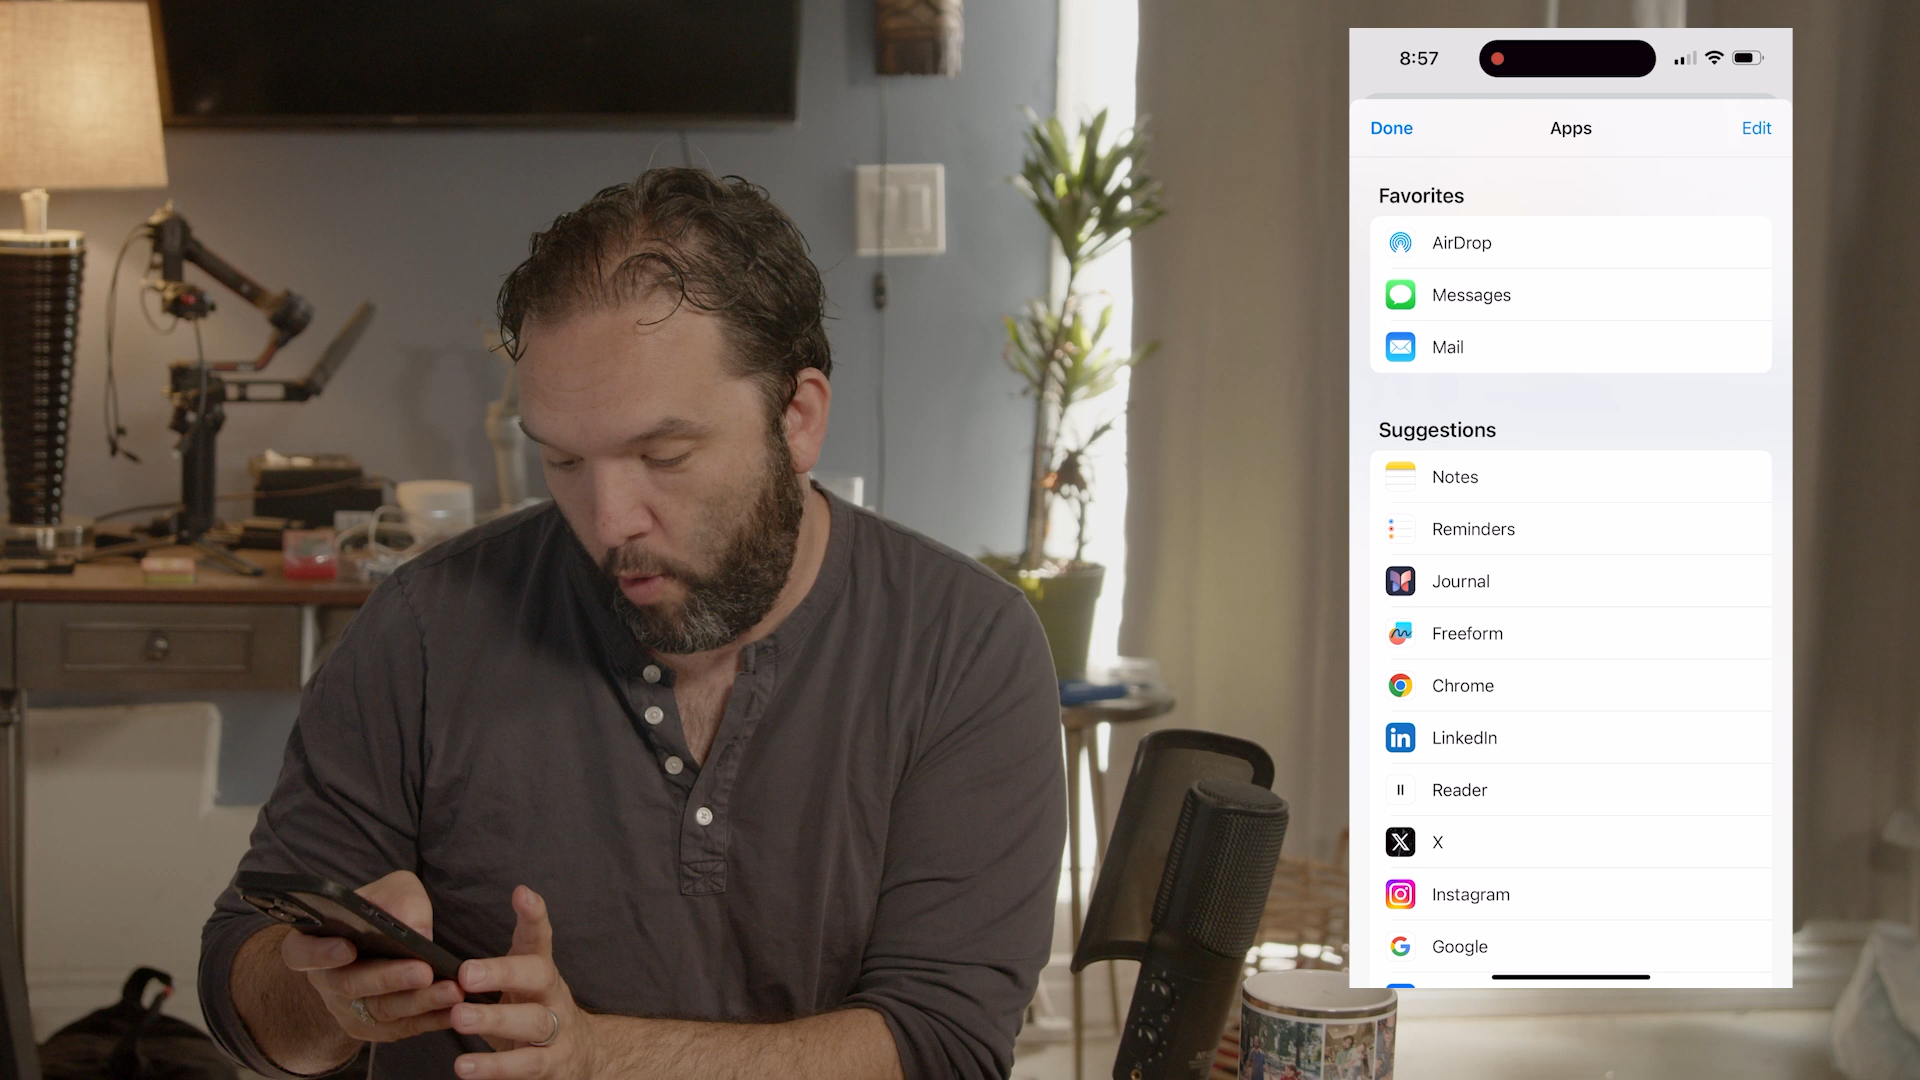 8:57
Done Apps Edit
Favorites
AirDrop
Messages
Mail
Suggestions
Notes
Reminders
Journal
Freeform
Chrome
in LinkedIn
Reader
X X
Instagram
G Google